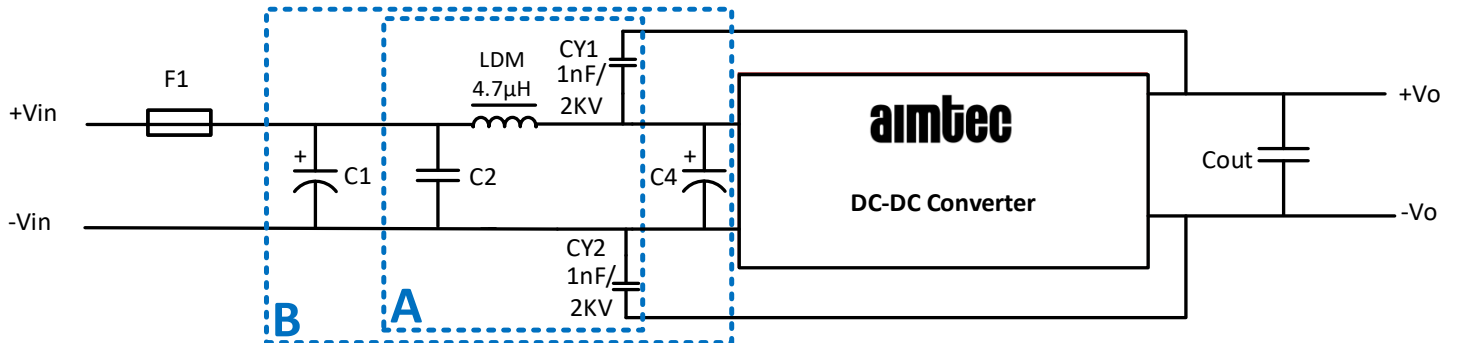 F1
LDM
4.7µH
CY1
1nF/
2KV
+Vin
-Vin
+
C1
C2
+
C4
CY2
1nF/
2KV
B
A
aimtec
DC-DC Converter
+Vo
Cout
-Vo